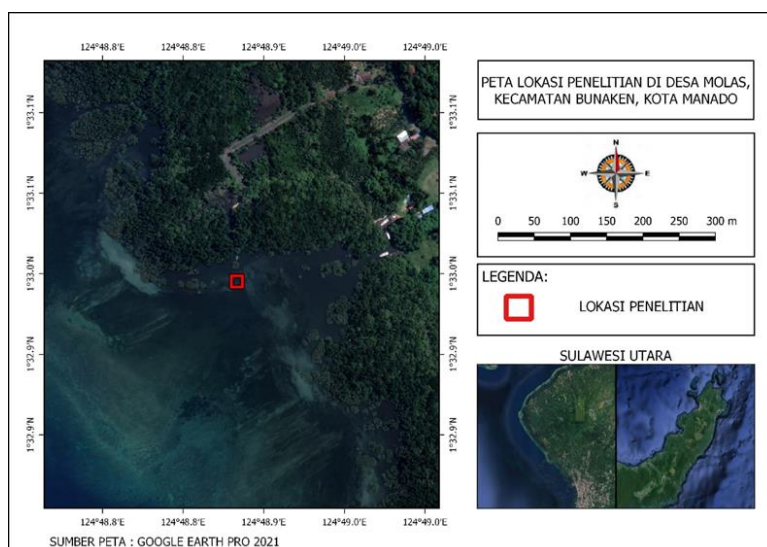 124°48.8'E 124°48.8'E 124°48.9'E 124°49.0'E 124°49.0'E
1°33.1'N
1°33.1'N
1°33.0'N
1°32.9'N
1°32.9'N
1°33.1'N
1°33.1'N
1°33.0'N
1°32.9'N
1°32.9'N
124°48.8'E 124°48.8'E 124°48.9'E 124°49.0'E 124°49.0'E
SUMBER PETA : GOOGLE EARTH PRO 2021
PETA LOKASI PENELITIAN DI DESA MOLAS,
KECAMATAN BUNAKEN, KOTA MANADO
N
W E
S
0 50 100 150 200 250 300 m
LEGENDA:
LOKASI PENELITIAN
SULAWESI UTARA